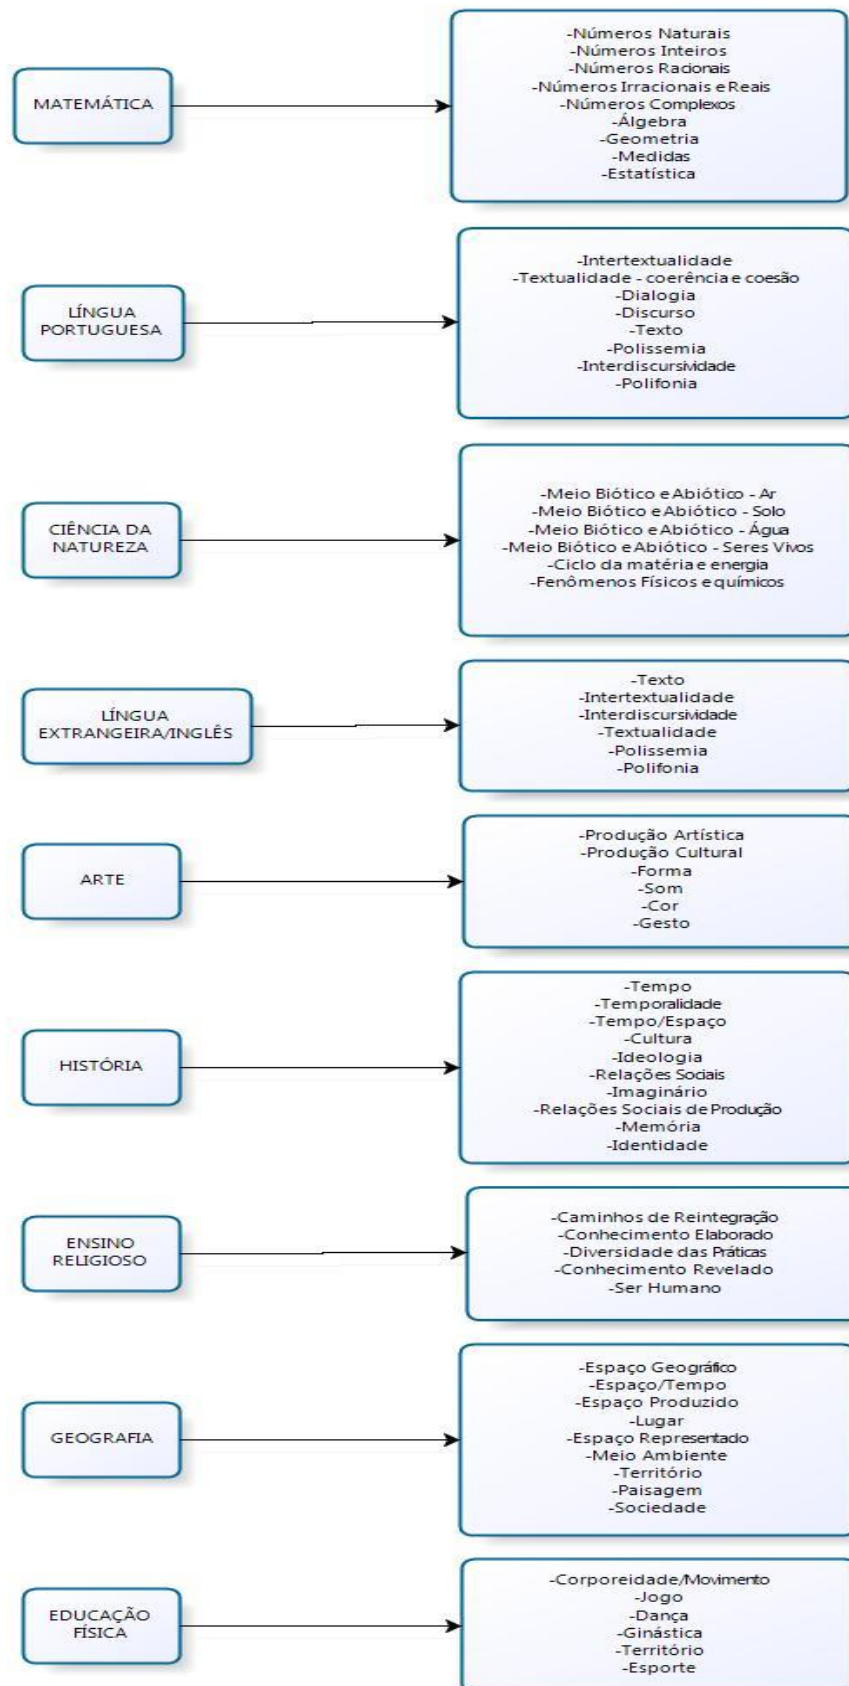 MATEMÁTICA
-Números Naturais
-Números Inteiros
-Números Racionais
-Números Irracionais e Reais
-Números Complexos
-Álgebra
-Geometria
-Medidas
-Estatística
LÍNGUA
PORTUGUESA
-Intertextualidade
-Textualidade - coerência e coesão
-Dialogia
-Discurso
-Texto
-Polissemia
-Interdiscursividade
-Polifonia
CIÊNCIA DA
NATUREZA
-Meio Biótico e Abiótico - Ar
-Meio Biótico e Abiótico - Solo
-Meio Biótico e Abiótico - Água
-Meio Biótico e Abiótico - Seres Vivos
-Ciclo da matéria e energia
-Fenômenos Físicos e químicos
LÍNGUA
EXTRANGEIRA/INGLÊS
-Texto
-Intertextualidade
-Interdiscursividade
-Textualidade
-Polissemia
-Polifonia
ARTE
-Produção Artística
-Produção Cultural
-Forma
-Som
-Cor
-Gesto
HISTÓRIA
-Tempo
-Temporalidade
-Tempo/Espaço
-Cultura
-Ideologia
-Relações Sociais
-Imaginário
-Relações Sociais de Produção
-Memória
-Identidade
ENSINO
RELIGIOSO
-Caminhos de Reintegração
-Conhecimento Elaborado
-Diversidade das Práticas
-Conhecimento Revelado
-Ser Humano
GEOGRAFIA
-Espaço Geográfico
-Espaço/Tempo
-Espaço Produzido
-Lugar
-Espaço Representado
-Meio Ambiente
-Território
-Paisagem
-Sociedade
EDUCAÇÃO
FÍSICA
-Corporeidade/Movimento
-Jogo
-Dança
-Ginástica
-Território
-Esporte